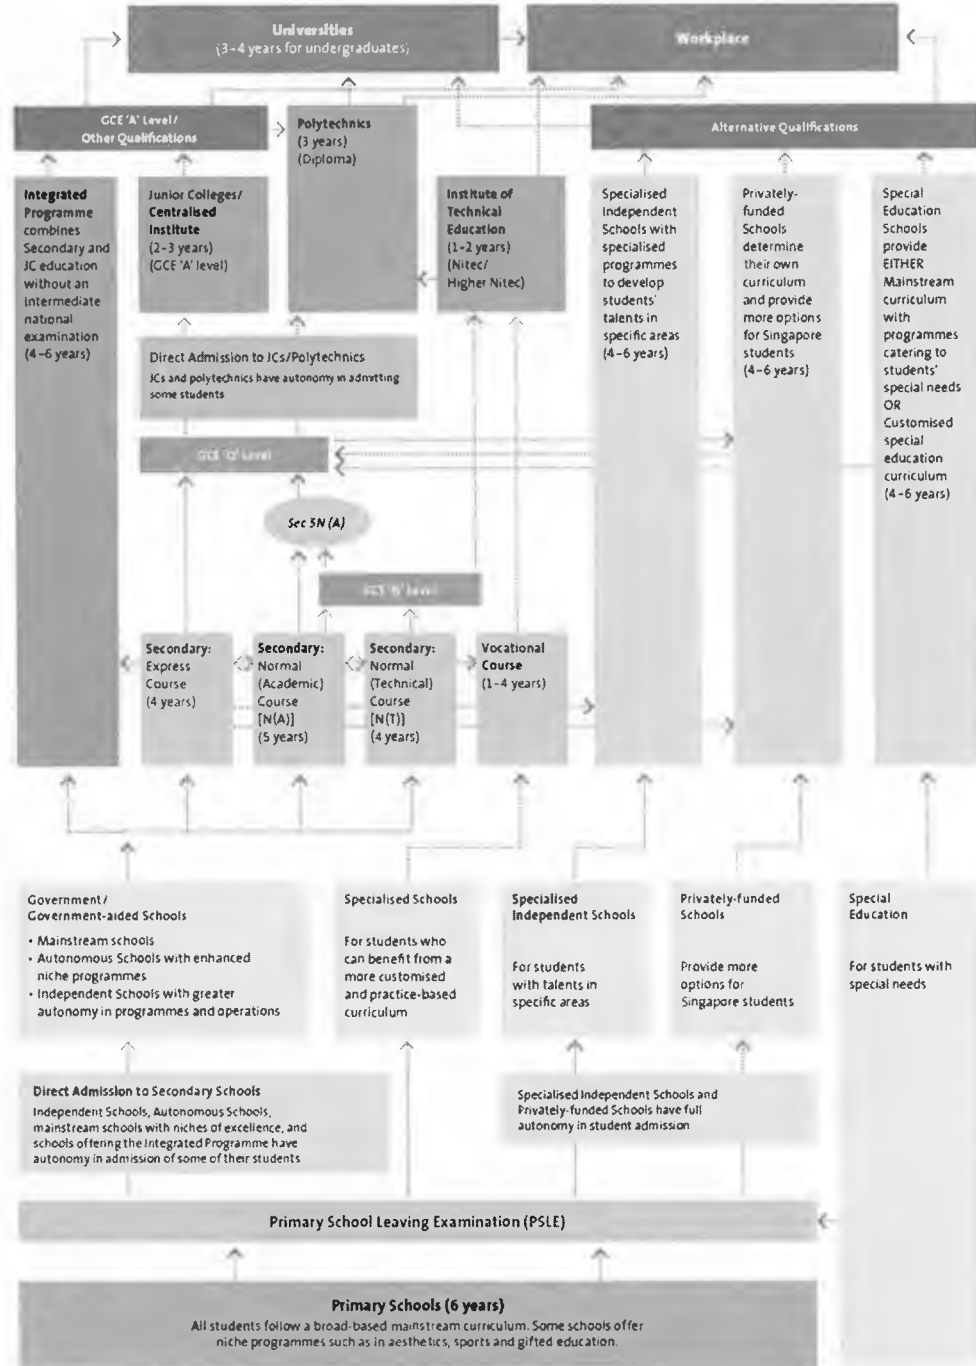 Universities
(3–4 years for undergraduates)
Workplace
GCE 'A' Level/
Other Qualifications
Polytechnics
(3 years)
(Diploma)
Alternative Qualifications
Integrated
Programme
combines
Secondary and
JC education
without an
intermediate
national
examination
(4–6 years)
Junior Colleges/
Centralised
Institute
(2–3 years)
(GCE 'A' level)
Institute of
Technical
Education
(1–2 years)
(Nitec/
Higher Nitec)
Specialised
Independent
Schools with
specialised
programmes
to develop
students'
talents in
specific areas
(4–6 years)
Privately-
funded
Schools
determine
their own
curriculum
and provide
more options
for Singapore
students
(4–6 years)
Special
Education
Schools
provide
EITHER
Mainstream
curriculum
with
programmes
catering to
students'
special needs
OR
Customised
special
education
curriculum
(4–6 years)
Direct Admission to JCs/Polytechnics
JCs and polytechnics have autonomy in admitting
some students
GCE 'O' Level
Sec 5N (A)
GCE 'N' Level
Secondary:
Express
Course
(4 years)
Secondary:
Normal
(Academic)
Course
[N(A)]
(5 years)
Secondary:
Normal
(Technical)
Course
[N(T)]
(4 years)
Vocational
Course
(1–4 years)
Government/
Government-aided Schools
• Mainstream schools
• Autonomous Schools with enhanced
niche programmes
• Independent Schools with greater
autonomy in programmes and operations
Specialised Schools
For students who
can benefit from a
more customised
and practice-based
curriculum
Specialised
Independent Schools
For students
with talents in
specific areas
Privately-funded
Schools
Provide more
options for
Singapore students
Special
Education
For students with
special needs
Direct Admission to Secondary Schools
Independent Schools, Autonomous Schools,
mainstream schools with niches of excellence, and
schools offering the Integrated Programme have
autonomy in admission of some of their students
Specialised Independent Schools and
Privately-funded Schools have full
autonomy in student admission
Primary School Leaving Examination (PSLE)
Primary Schools (6 years)
All students follow a broad-based mainstream curriculum. Some schools offer
niche programmes such as in aesthetics, sports and gifted education.